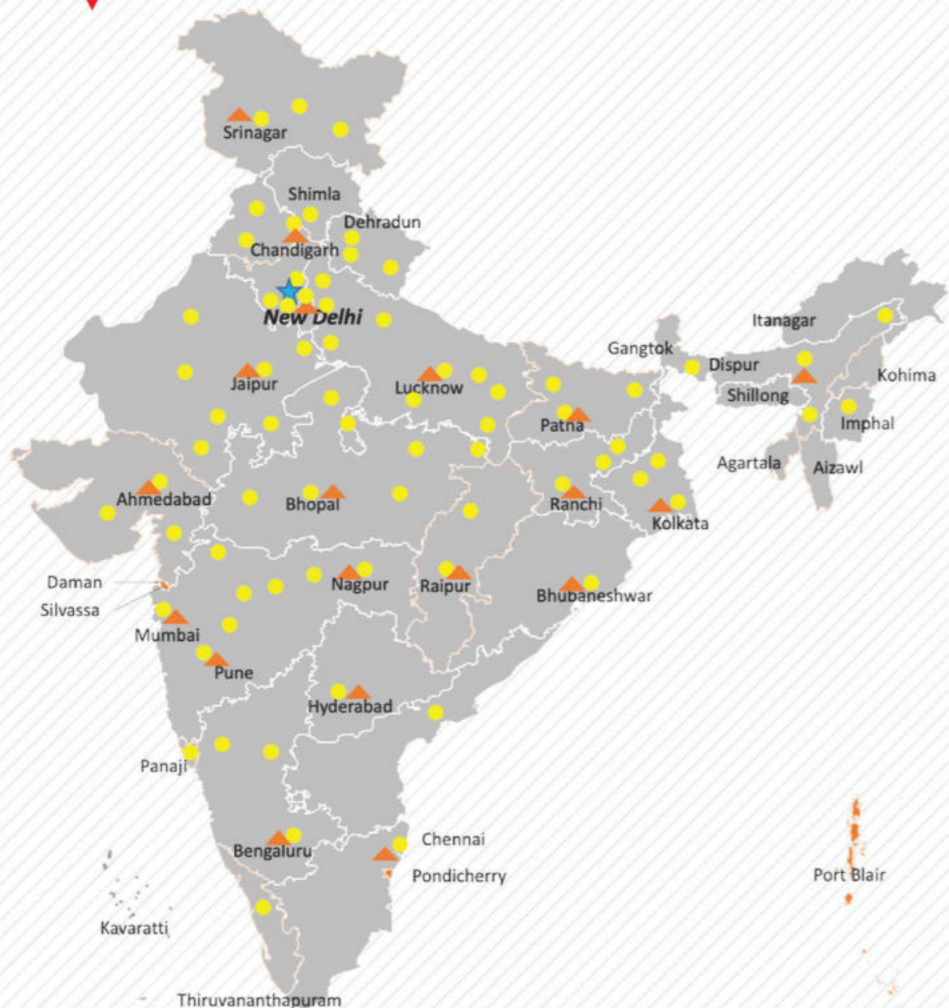 Srinagar
Shimla
Dehradun
Chandigarh
New Delhi
Itanagar
Gangtok
Dispur
Jaipur
Lucknow
Kohima
Shillong
Patna
Imphal
Agartala
Aizawl
Ahmedabad
Bhopal
Ranchi
Kolkata
Daman
Nagpur
Raipur
Silvassa
Bhubaneshwar
Mumbai
Pune
Hyderabad
Panaji
Chennai
Bengaluru
Pondicherry
Port Blair
Kavaratti
Thiruvananthapuram